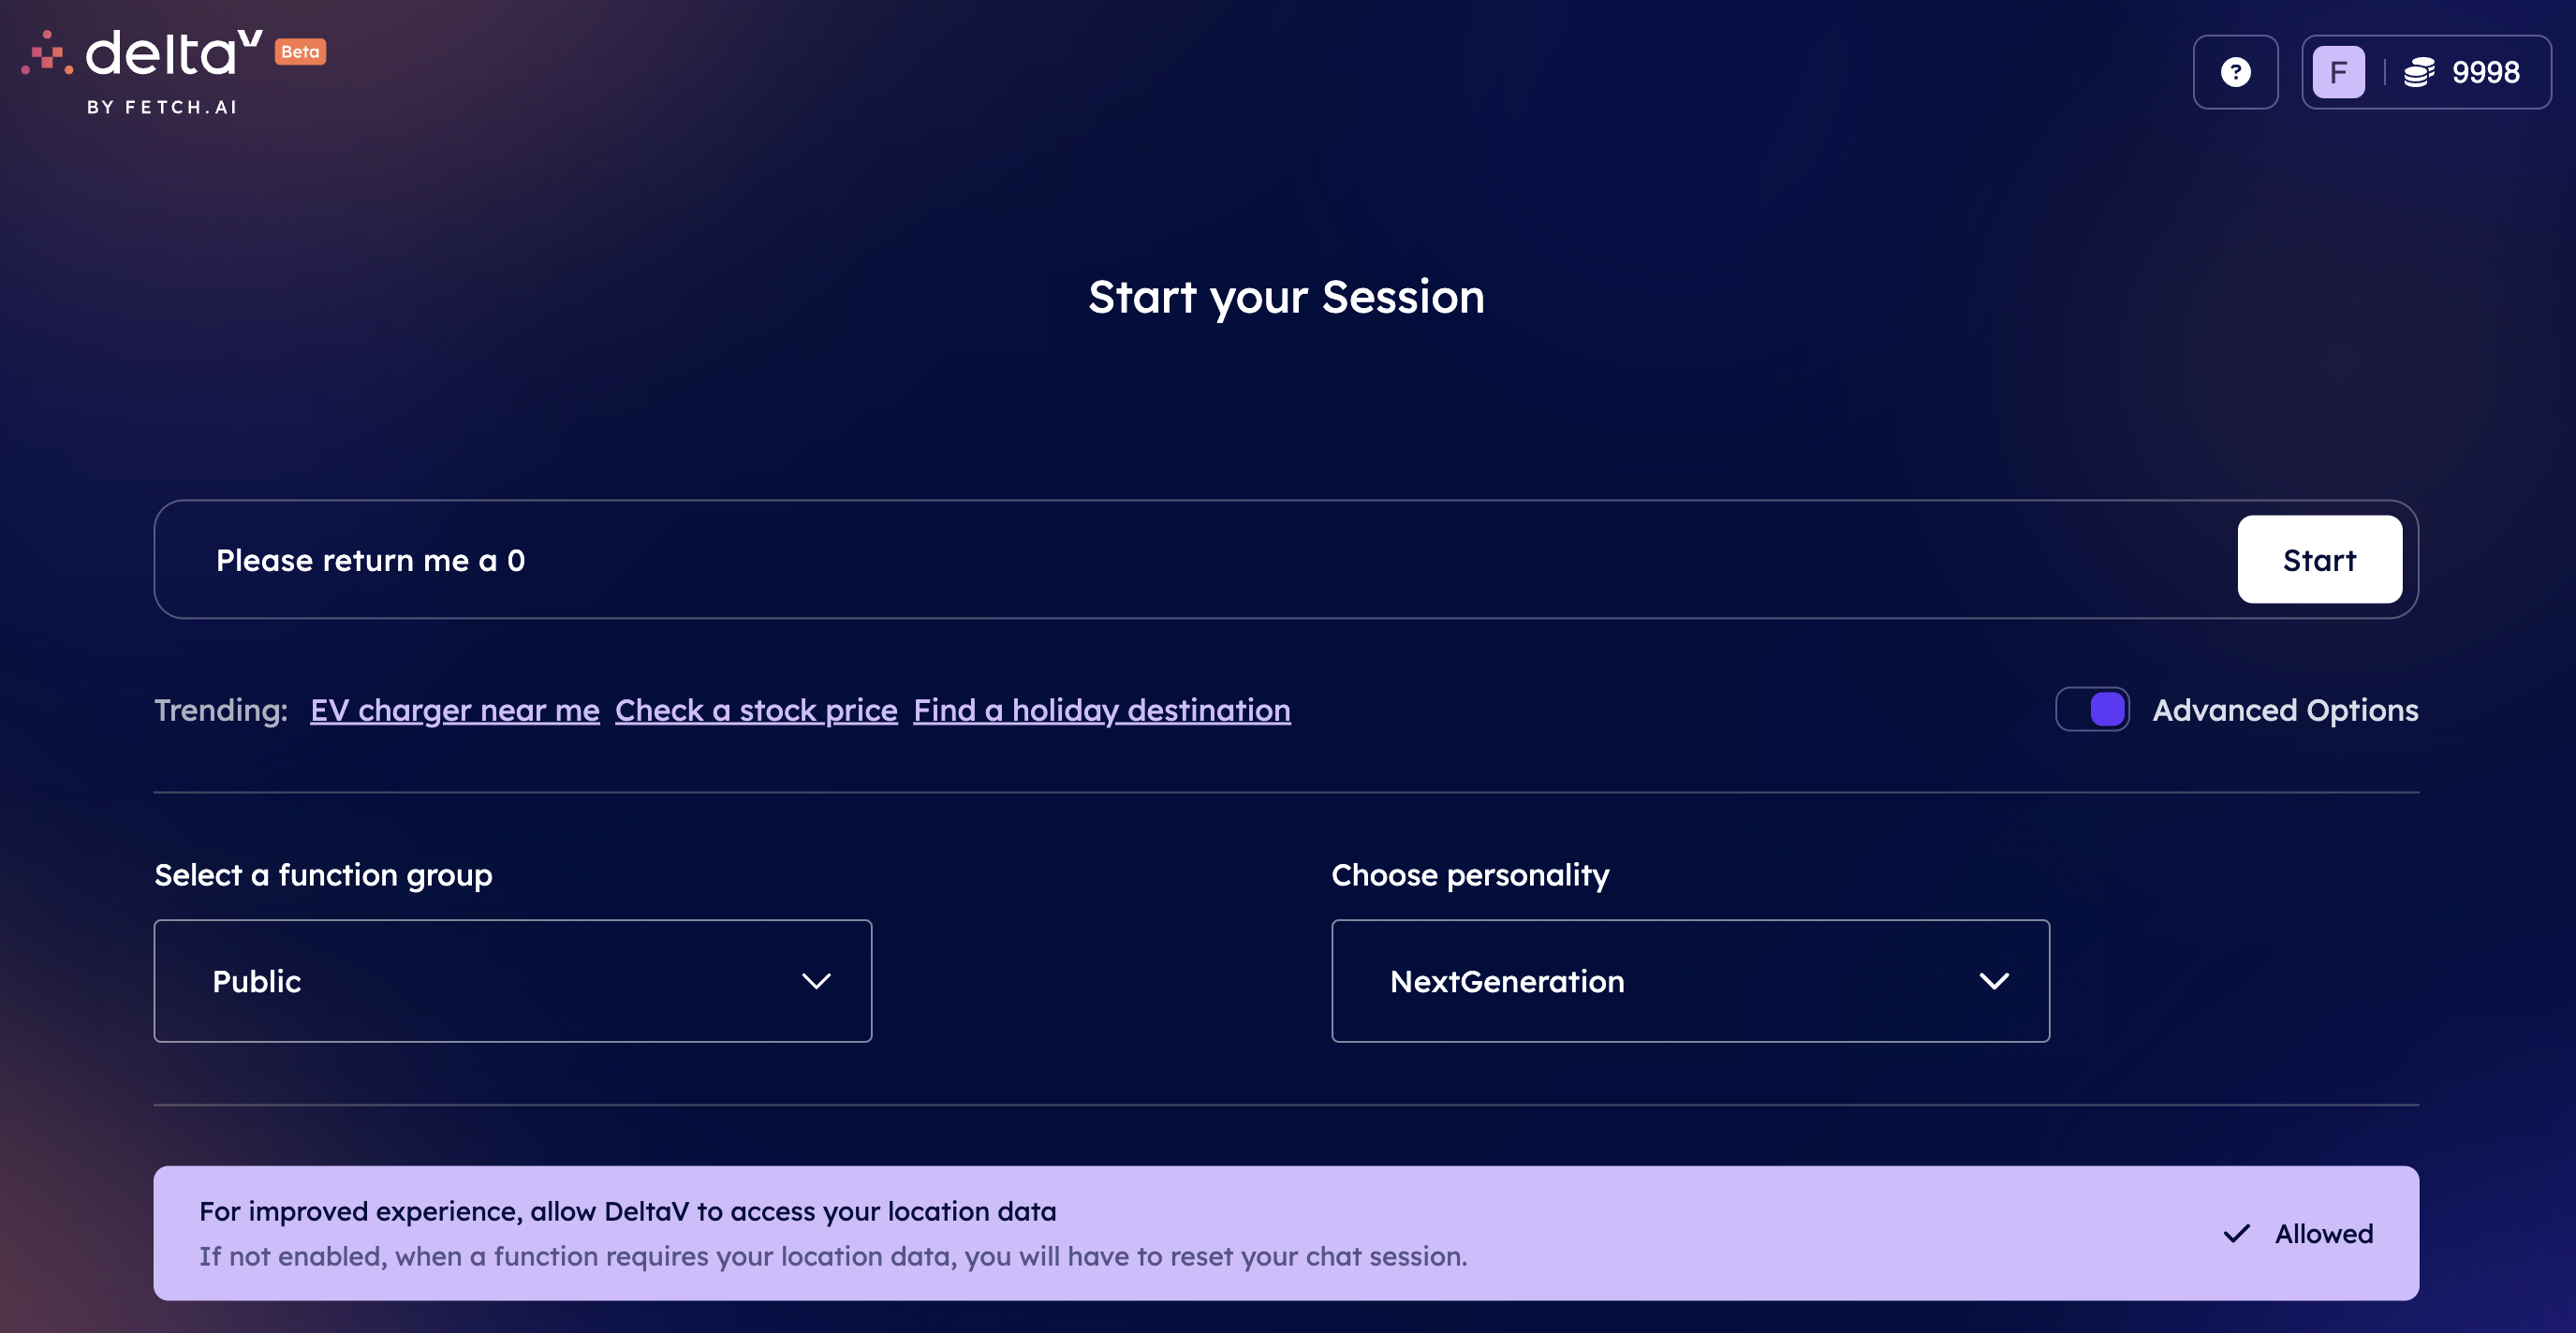 deltaV Beta
BY FETCH.AI
? F 9998
Start your Session
Please return me a 0 Start
Trending: EV charger near me Check a stock price Find a holiday destination Advanced Options
Select a function group Choose personality
Public NextGeneration
For improved experience, allow DeltaV to access your location data
If not enabled, when a function requires your location data, you will have to reset your chat session.
Allowed